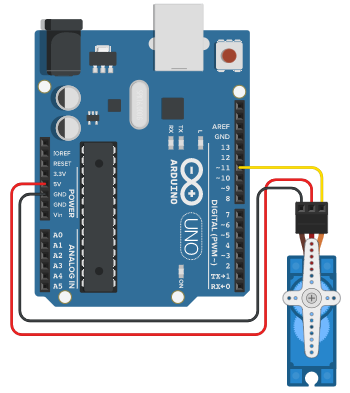 IOREF
RESET
3.3V
5V
GND
GND
Vin
POWER
A0
A1
A2
A3
A4
A5
ANALOG IN
RX
TX
L
ARDUINO
UNO
ON
AREF
GND
13
12
~11
~10
~9
8
7
~6
~5
4
~3
2
TX→1
RX←0
DIGITAL (PWM~)